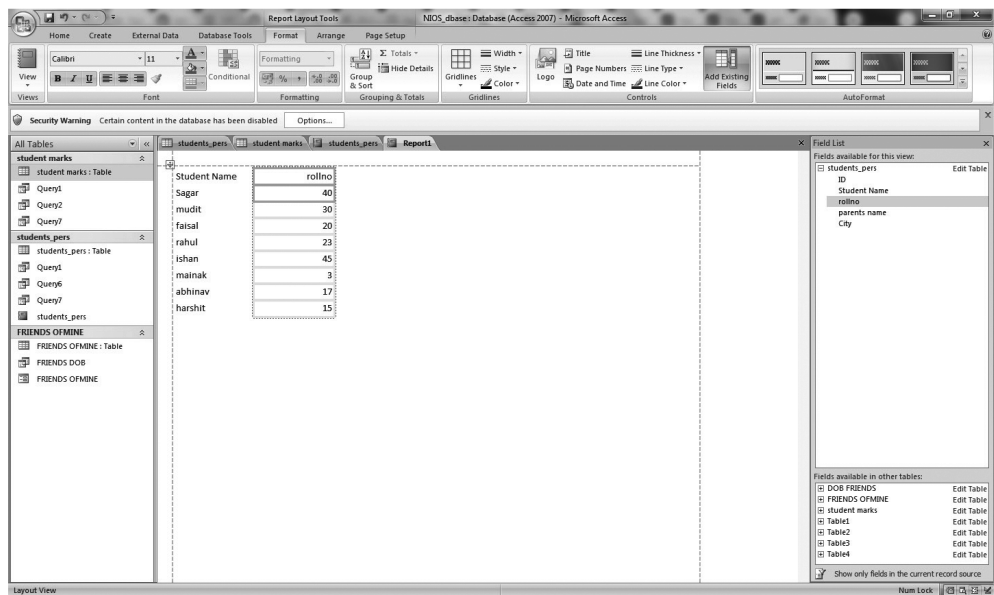 Report Layout Tools
NIOS_dbase : Database (Access 2007) - Microsoft Access
Home Create External Data Database Tools Format Arrange Page Setup
View
Views
Calibri 11
B I U
Conditional
Font
Formatting
% ,
Formatting
Group & Sort
Σ Totals
Hide Details
Grouping & Totals
Gridlines
Width
Style
Color
Gridlines
Logo
Title
Page Numbers
Date and Time
Line Thickness
Line Type
Line Color
Controls
Add Existing Fields
AutoFormat
Security Warning Certain content in the database has been disabled Options...
All Tables
student marks
student marks : Table
Query1
Query2
Query7
students_pers
students_pers : Table
Query1
Query6
Query7
students_pers
FRIENDS OFMINE
FRIENDS OFMINE : Table
FRIENDS DOB
FRIENDS OFMINE
students_pers student marks students_pers Report1
Student Name rollno
Sagar 40
mudit 30
faisal 20
rahul 23
ishan 45
mainak 3
abhinav 17
harshit 15
Field List
Fields available for this view:
students_pers Edit Table
ID
Student Name
rollno
parents name
City
Fields available in other tables:
DOB FRIENDS Edit Table
FRIENDS OFMINE Edit Table
student marks Edit Table
Table1 Edit Table
Table2 Edit Table
Table3 Edit Table
Table4 Edit Table
Show only fields in the current record source
Layout View
Num Lock